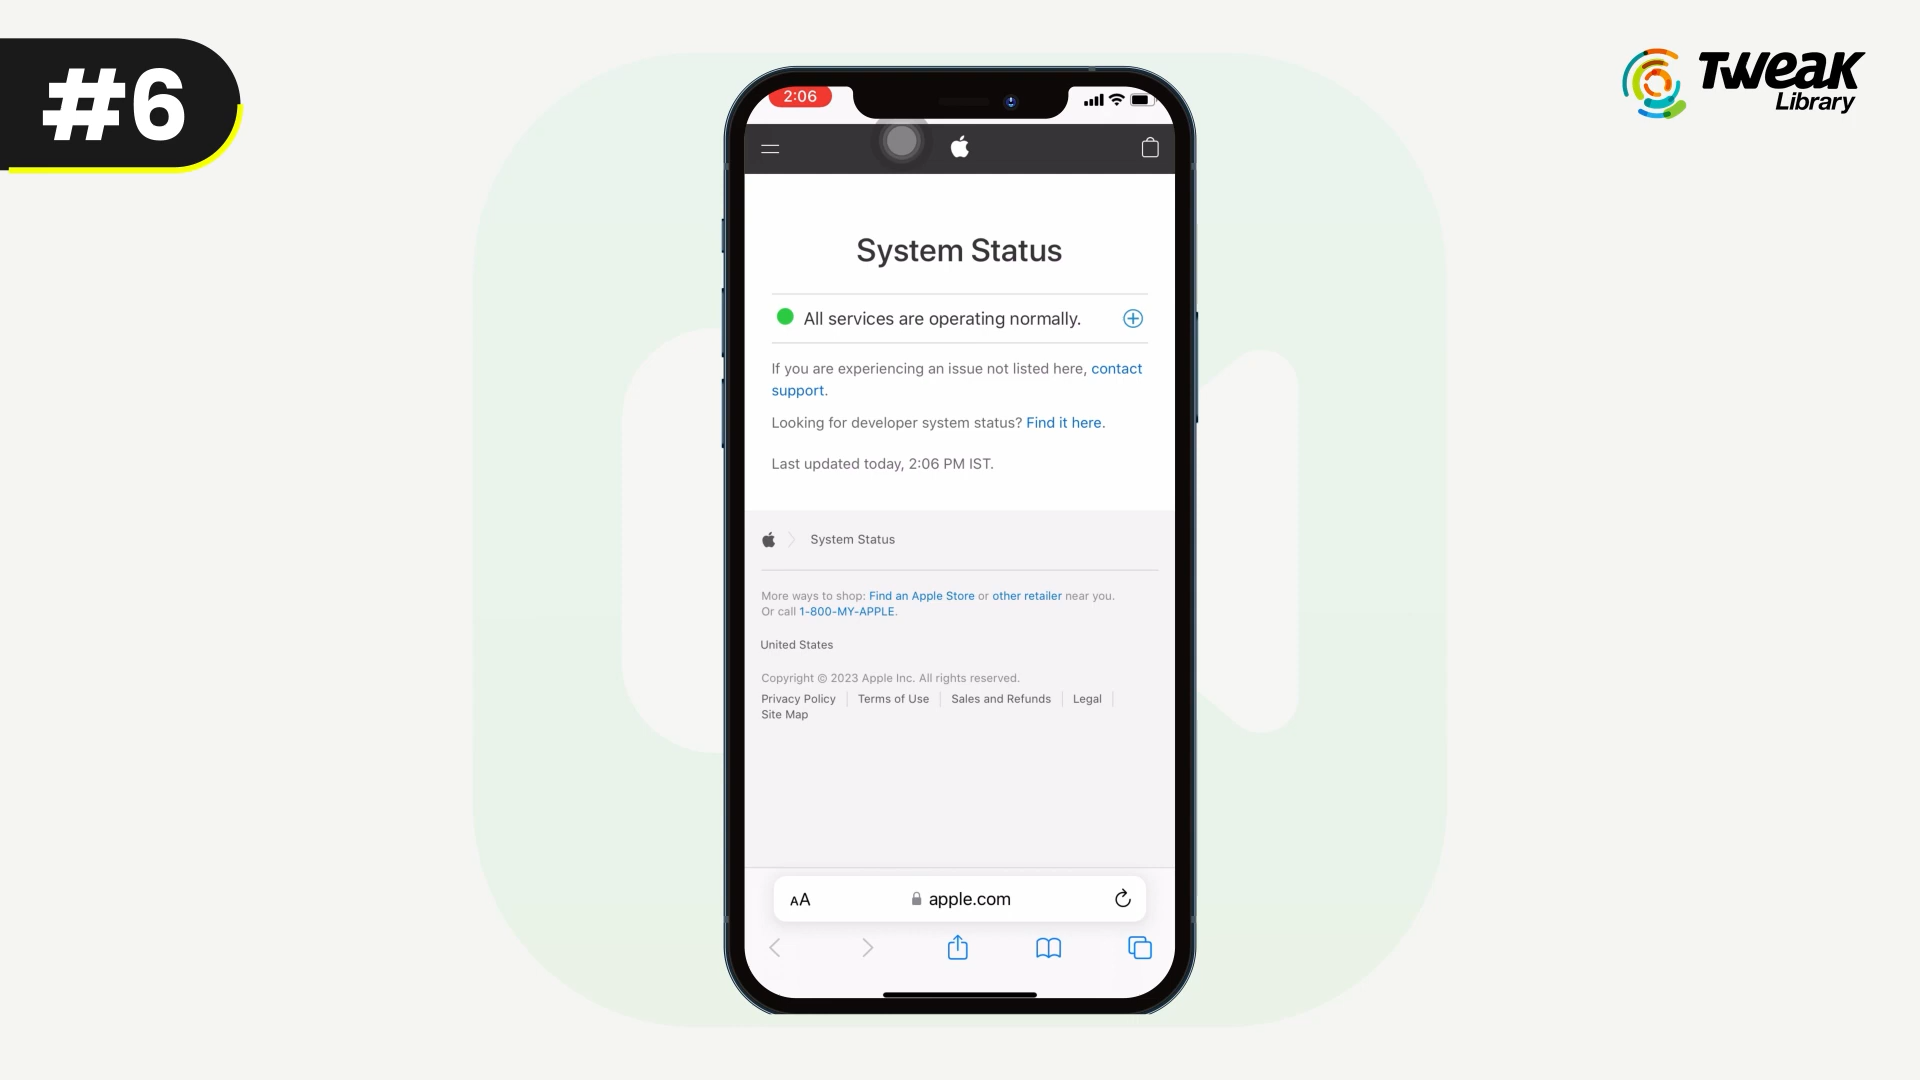 #6
TWeaK
Library
2:06
System Status
All services are operating normally.
If you are experiencing an issue not listed here, contact
support.
Looking for developer system status? Find it here.
Last updated today, 2:06 PM IST.
System Status
More ways to shop: Find an Apple Store or other retailer near you.
Or call 1-800-MY-APPLE.
United States
Copyright © 2023 Apple Inc. All rights reserved.
Privacy Policy Terms of Use Sales and Refunds Legal
Site Map
AA apple.com